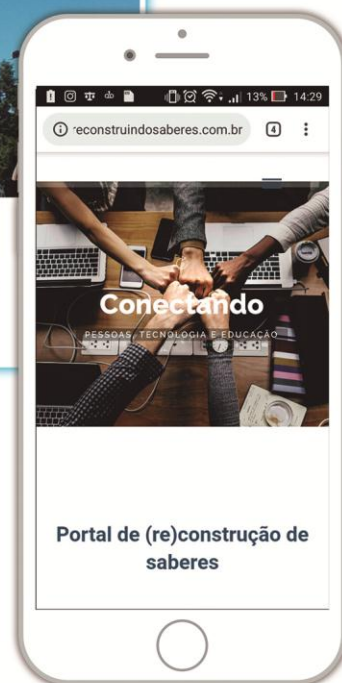 13% 14:29
reconstruindosaberes.com.br 4
Conectando
PESSOAS, TECNOLOGIA E EDUCAÇÃO
Portal de (re)construção de
saberes